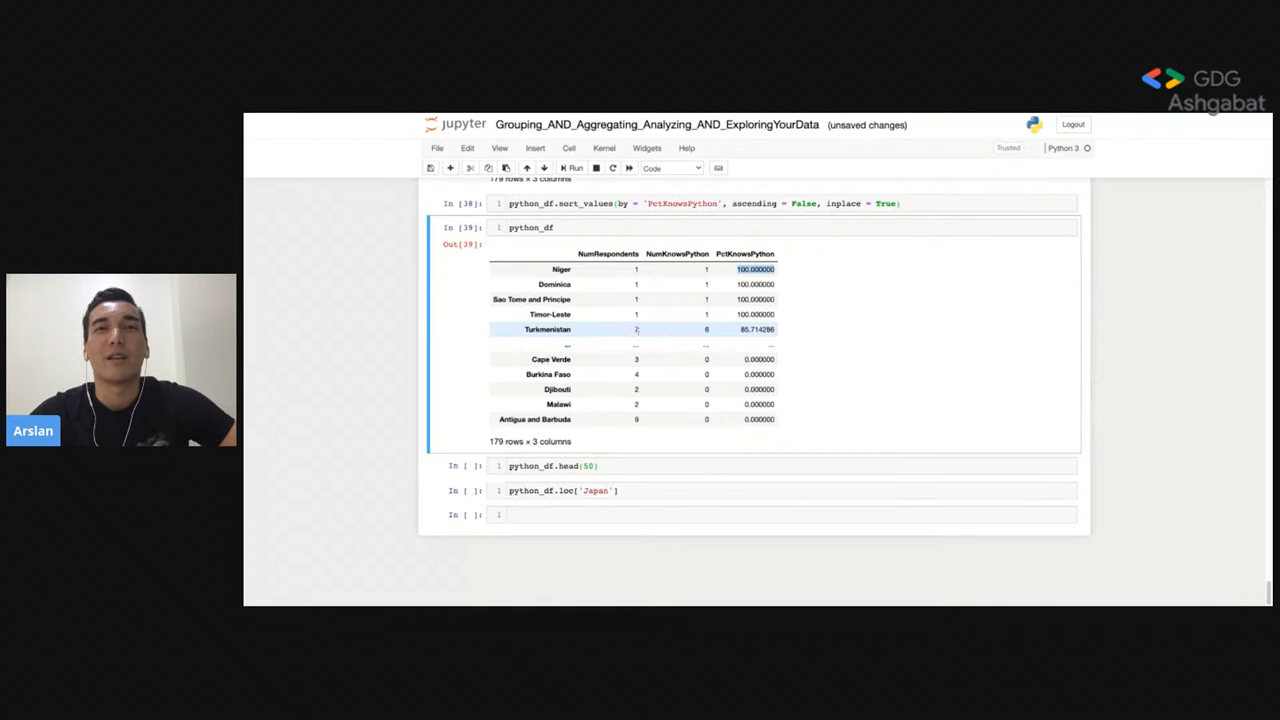 GDG
Ashgabat
jupyter Grouping_AND_Aggregating_Analyzing_AND_ExploringYourData (unsaved changes) Logout
File Edit View Insert Cell Kernel Widgets Help Trusted Python 3
Run Code
179 rows × 3 columns
In [38]: 1 python_df.sort_values(by = 'PctKnowsPython', ascending = False, inplace = True)
In [39]: 1 python_df
Out[39]:
NumRespondents NumKnowsPython PctKnowsPython
Niger 1 1 100.000000
Dominica 1 1 100.000000
Sao Tome and Principe 1 1 100.000000
Timor-Leste 1 1 100.000000
Turkmenistan 7 6 85.714286
... ... ... ...
Cape Verde 3 0 0.000000
Burkina Faso 4 0 0.000000
Djibouti 2 0 0.000000
Malawi 2 0 0.000000
Antigua and Barbuda 9 0 0.000000
179 rows × 3 columns
In [ ]: 1 python_df.head(50)
In [ ]: 1 python_df.loc['Japan']
In [ ]: 1
Arslan